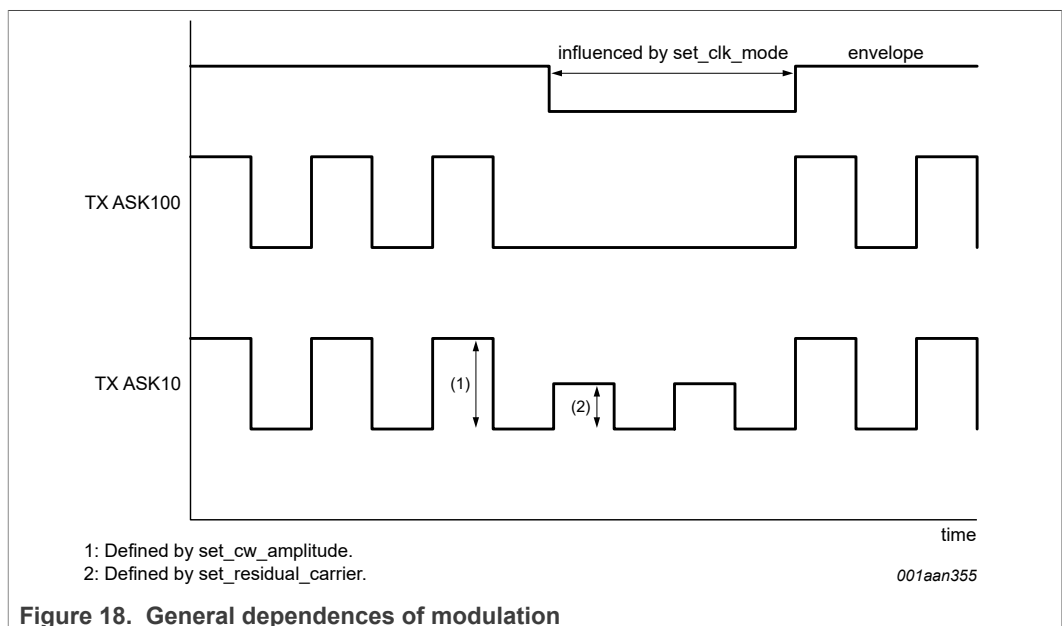 influenced by set_clk_mode
envelope
TX ASK100
TX ASK10
(1)
(2)
time
1: Defined by set_cw_amplitude.
2: Defined by set_residual_carrier.
001aan355
Figure 18. General dependences of modulation